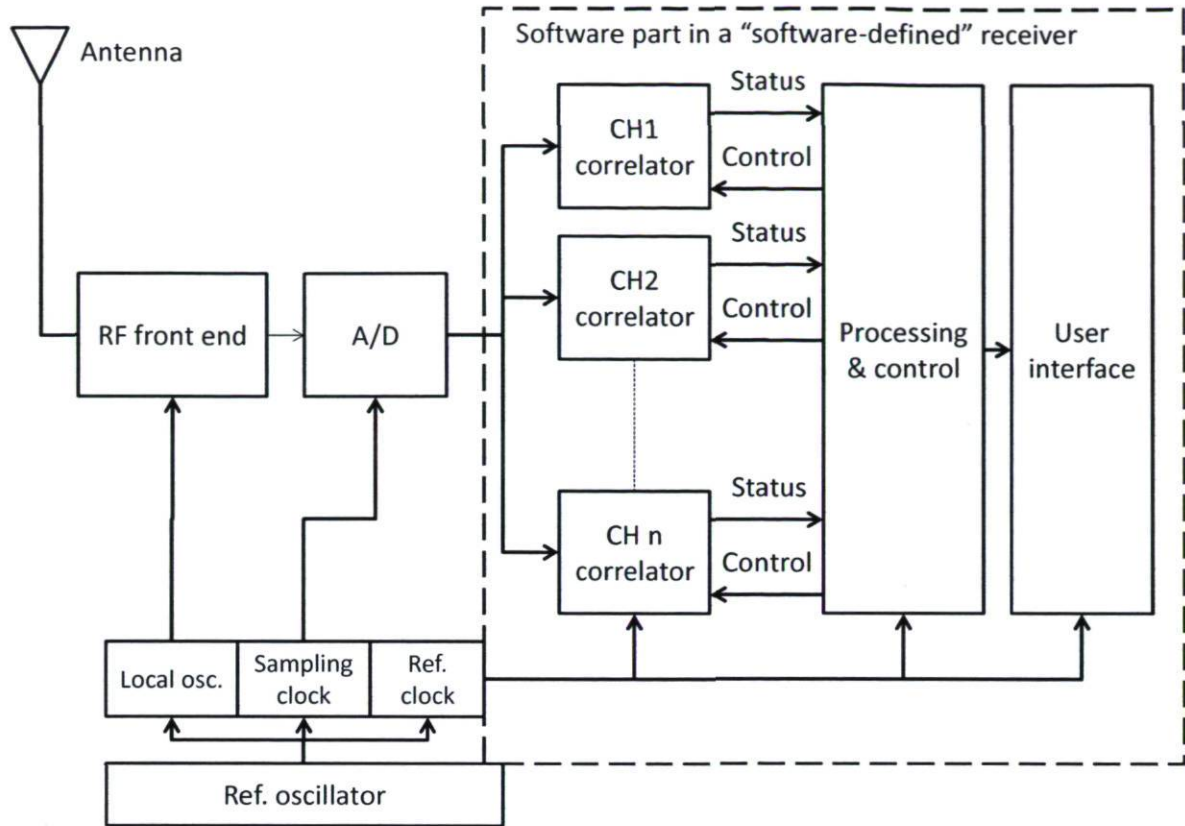 Software part in a “software-defined” receiver
Antenna
CH1
correlator
Status
Control
CH2
correlator
Status
Control
RF front end
A/D
Processing
& control
User
interface
CH n
correlator
Status
Control
Local osc.
Sampling
clock
Ref.
clock
Ref. oscillator